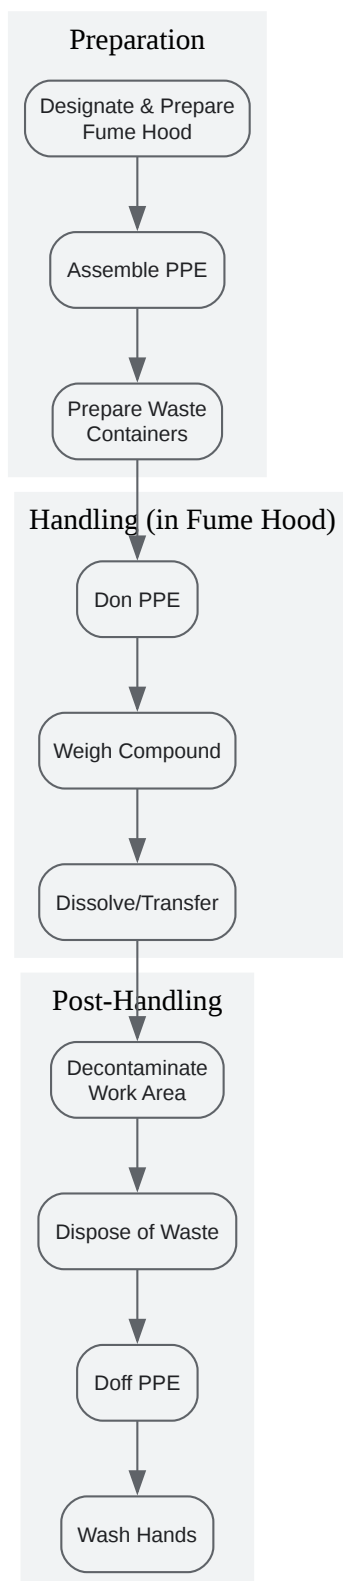 Preparation
Designate & Prepare
Fume Hood
Assemble PPE
Prepare Waste
Containers
Handling (in Fume Hood)
Don PPE
Weigh Compound
Dissolve/Transfer
Post-Handling
Decontaminate
Work Area
Dispose of Waste
Doff PPE
Wash Hands